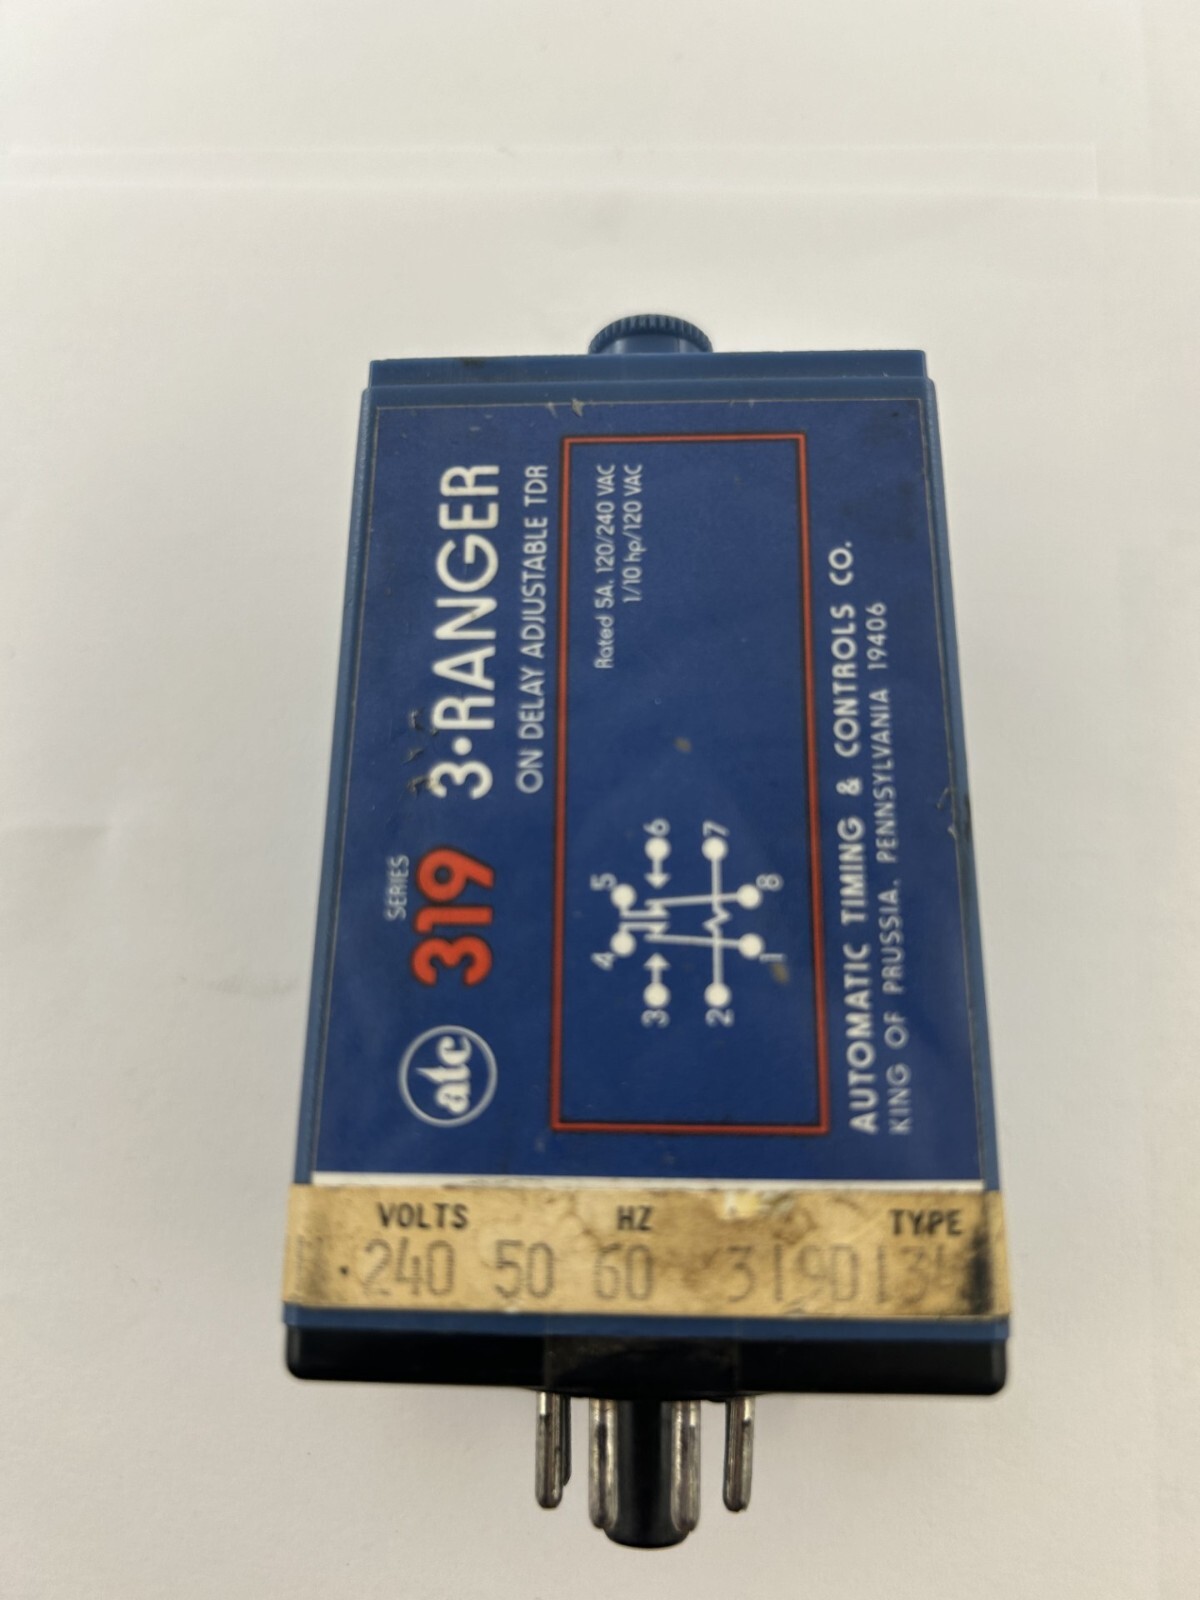 atc
SERIES
319 3•RANGER
ON DELAY ADJUSTABLE TDR
Rated 5A, 120/240 VAC
1/10 hp/120 VAC
4 5
3 6
2 7
1 8
AUTOMATIC TIMING & CONTROLS CO.
KING OF PRUSSIA, PENNSYLVANIA 19406
VOLTS HZ TYPE
240 50 60